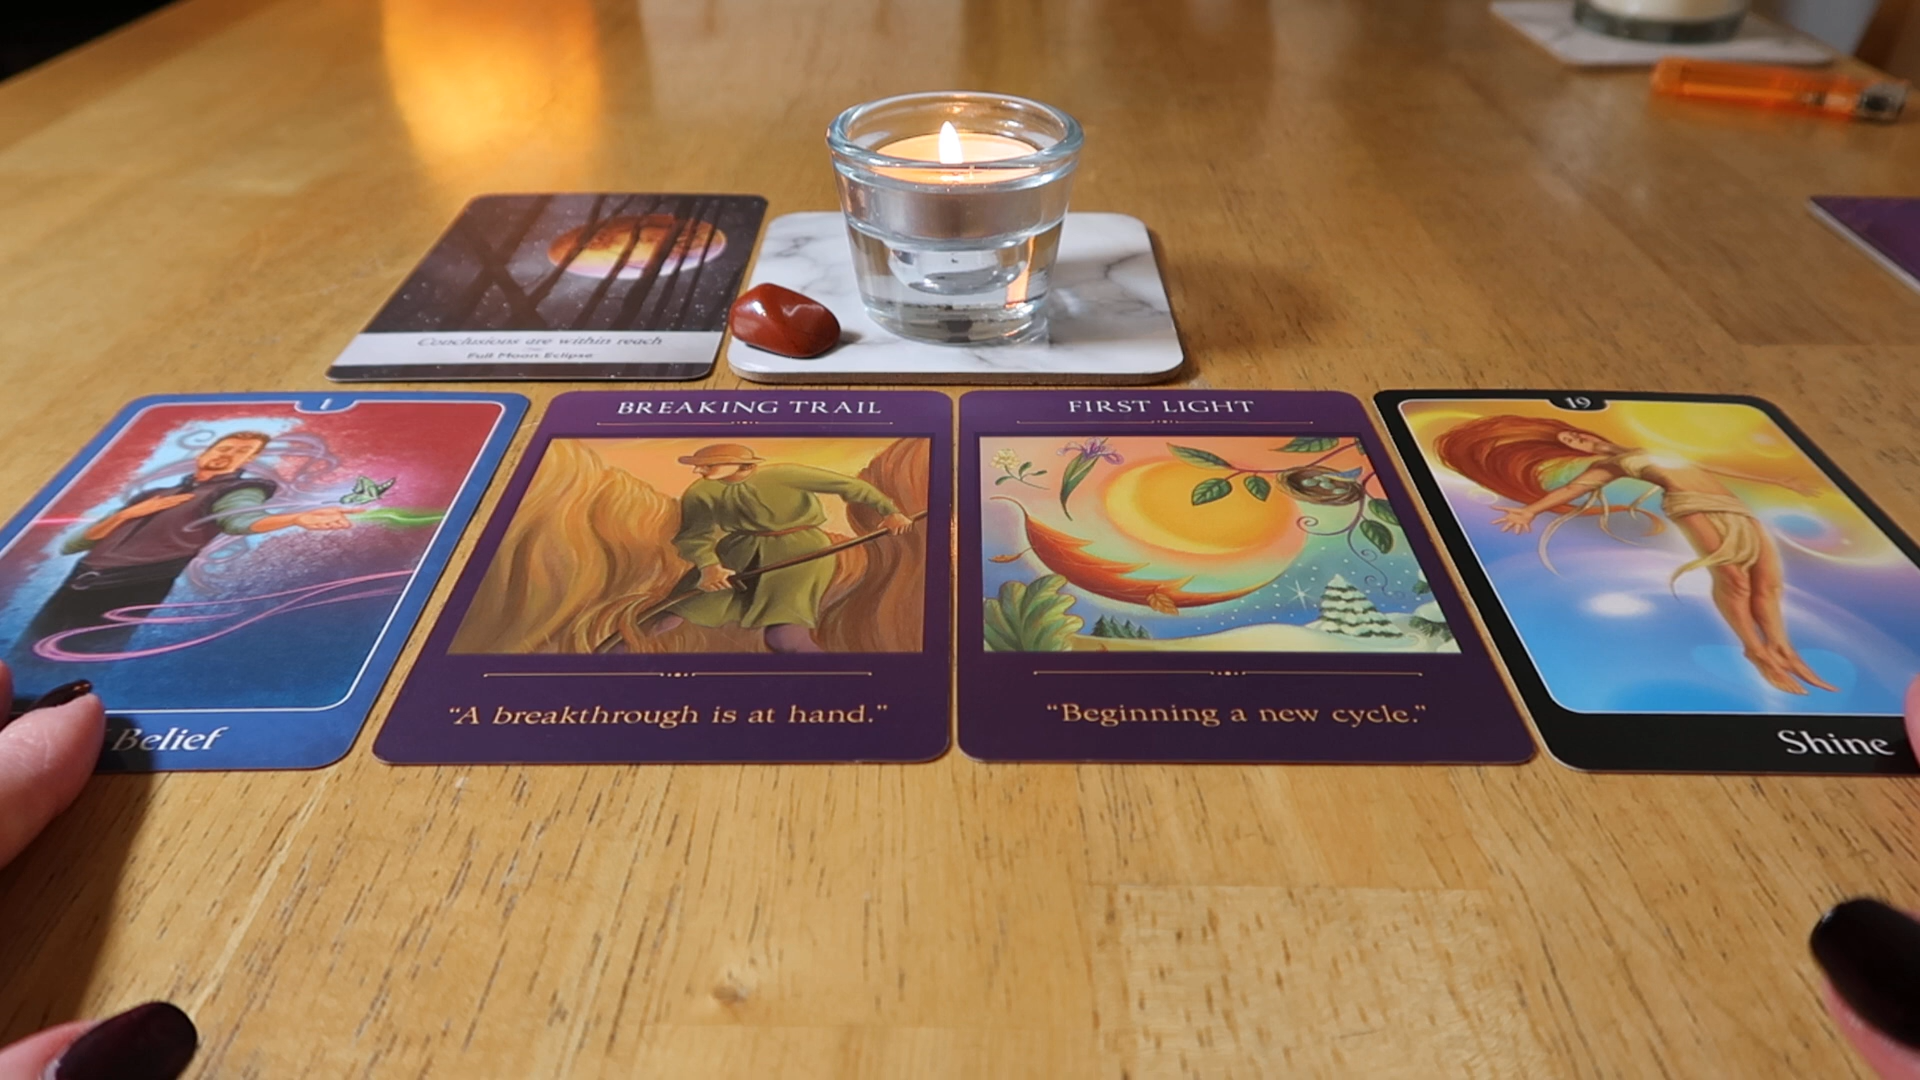 Conclusions are within reach
Full Moon Eclipse
1
Belief
BREAKING TRAIL
"A breakthrough is at hand."
FIRST LIGHT
"Beginning a new cycle."
19
Shine